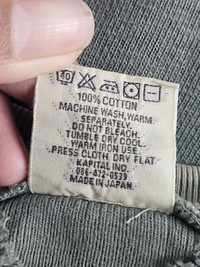 40
100% COTTON
MACHINE WASH, WARM
SEPARATELY.
DO NOT BLEACH.
TUMBLE DRY COOL.
WARM IRON USE
PRESS CLOTH, DRY FLAT.
KAPITAL INC.
086-472-0539
MADE IN JAPAN.